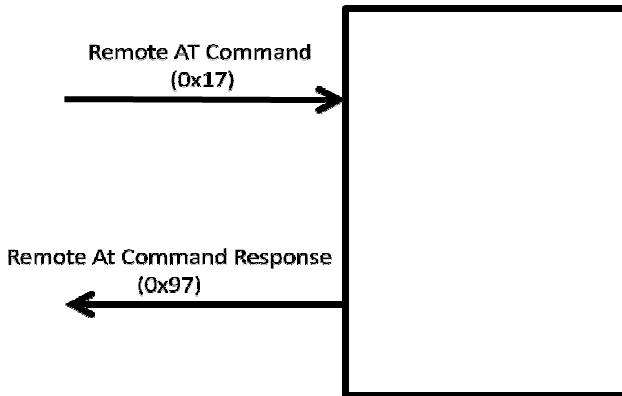 Remote AT Command
(0x17)
Remote At Command Response
(0x97)